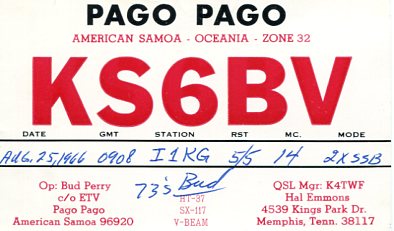 PAGO PAGO
AMERICAN SAMOA - OCEANIA - ZONE 32
KS6BV
DATE GMT STATION RST MC. MODE
AUG. 25, 1966 0908 I1KG 5/5 14 2XSSB
73's Bud
Op: Bud Perry
c/o ETV
Pago Pago
American Samoa 96920
HT-37
SX-117
V-BEAM
QSL Mgr: K4TWF
Hal Emmons
4539 Kings Park Dr.
Memphis, Tenn. 38117